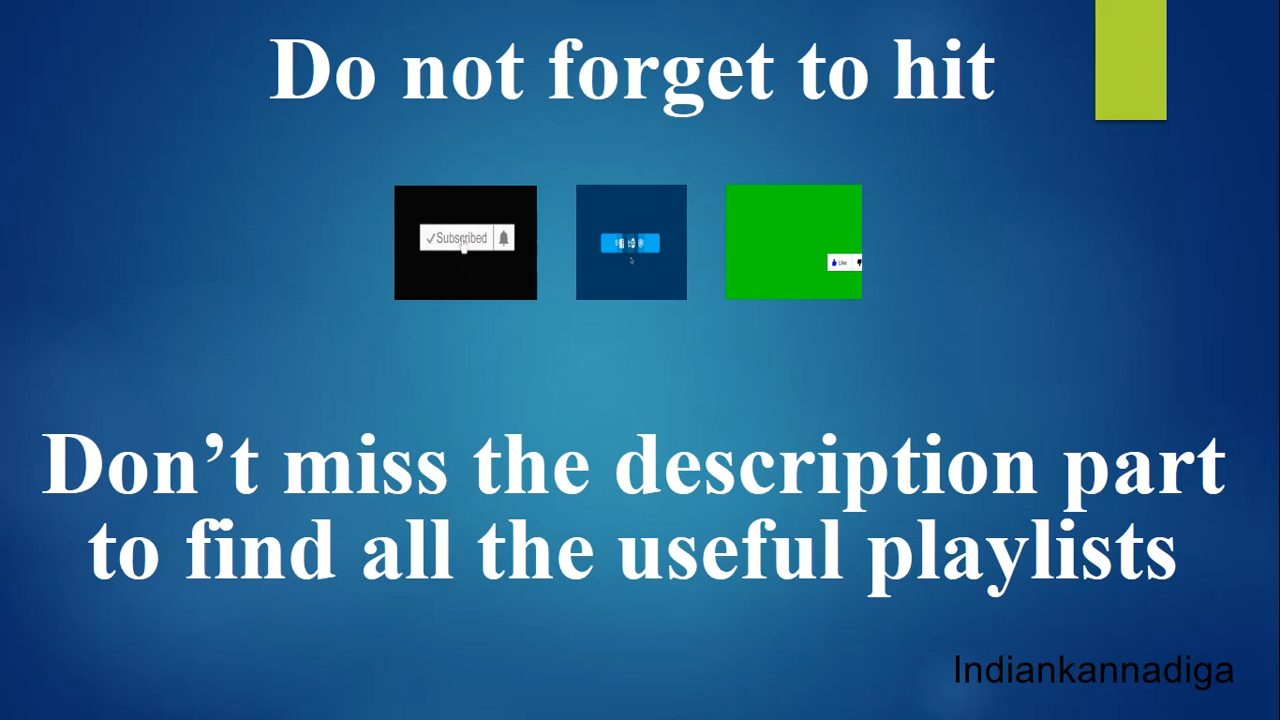 Do not forget to hit
Subscribed
Like
Don’t miss the description part
to find all the useful playlists
Indiankannadiga